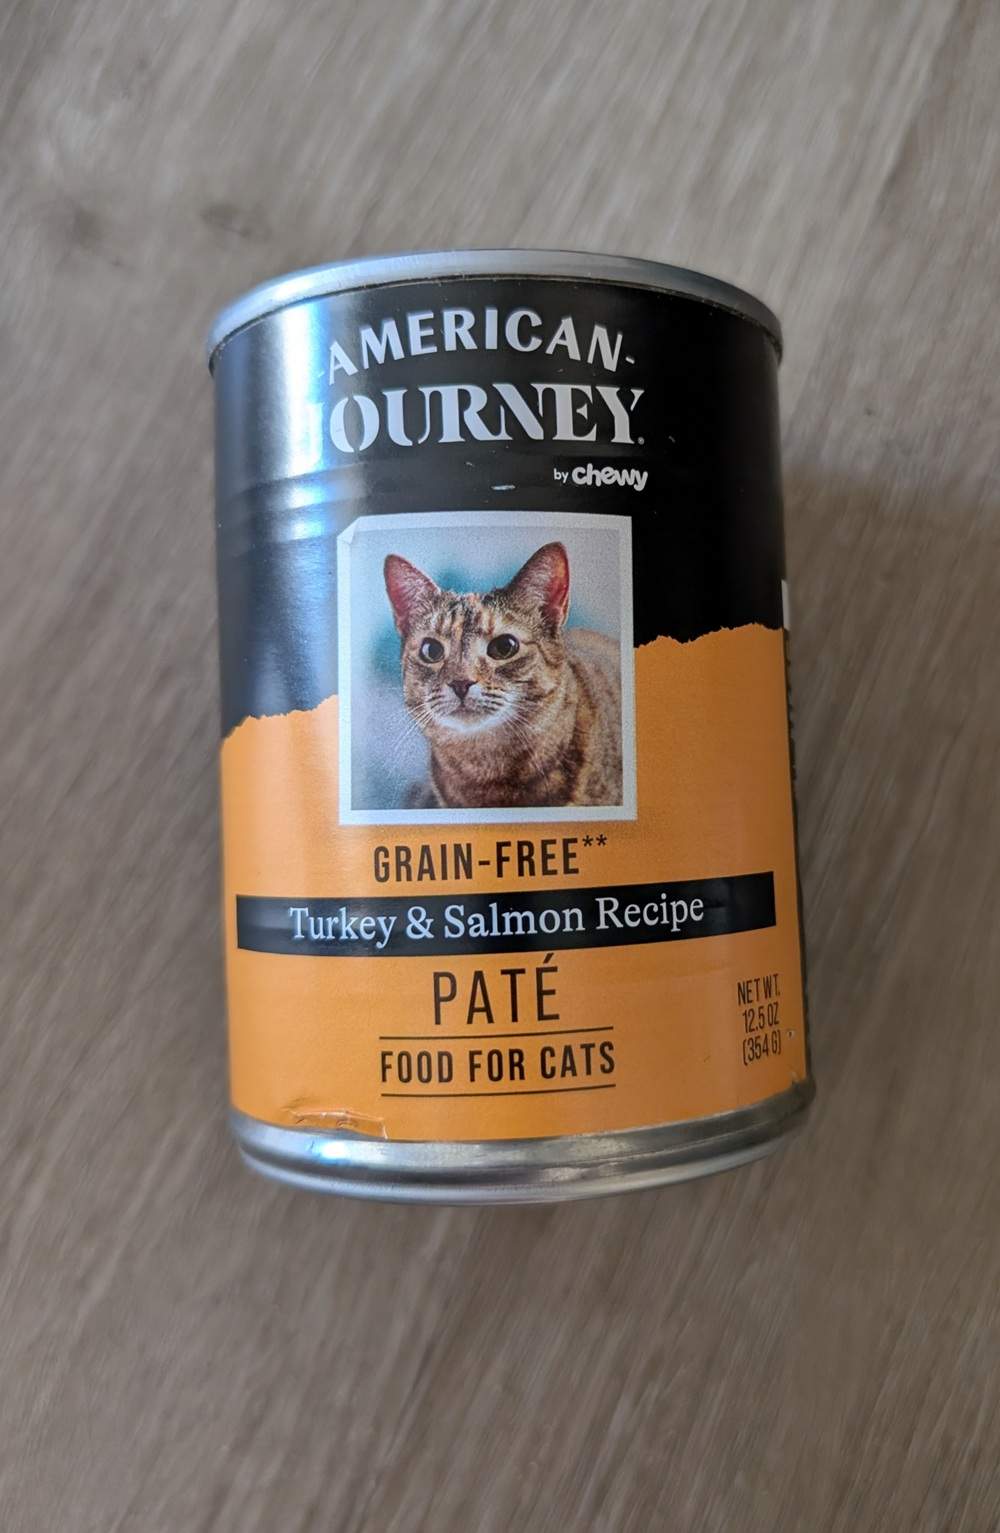 AMERICAN
JOURNEY.
by chewy
GRAIN-FREE**
Turkey & Salmon Recipe
PATÉ
FOOD FOR CATS
NET WT.
12.5 OZ
(354 G)